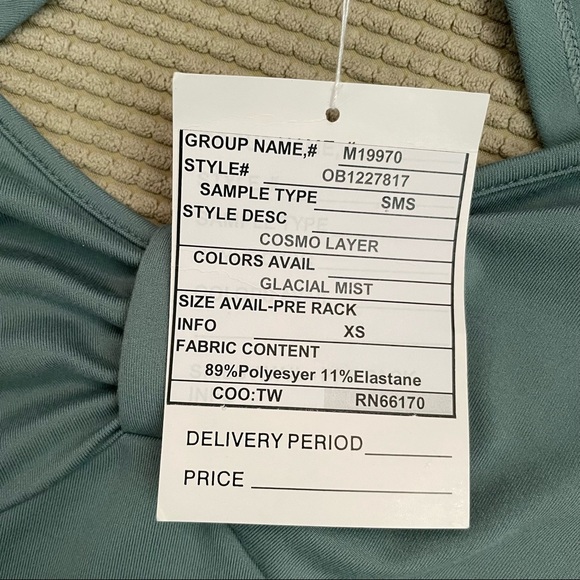 GROUP NAME,# M19970
STYLE# OB1227817
SAMPLE TYPE SMS
STYLE DESC
COSMO LAYER
COLORS AVAIL
GLACIAL MIST
SIZE AVAIL-PRE RACK
INFO XS
FABRIC CONTENT
89%Polyesyer 11%Elastane
COO:TW RN66170
DELIVERY PERIOD
PRICE